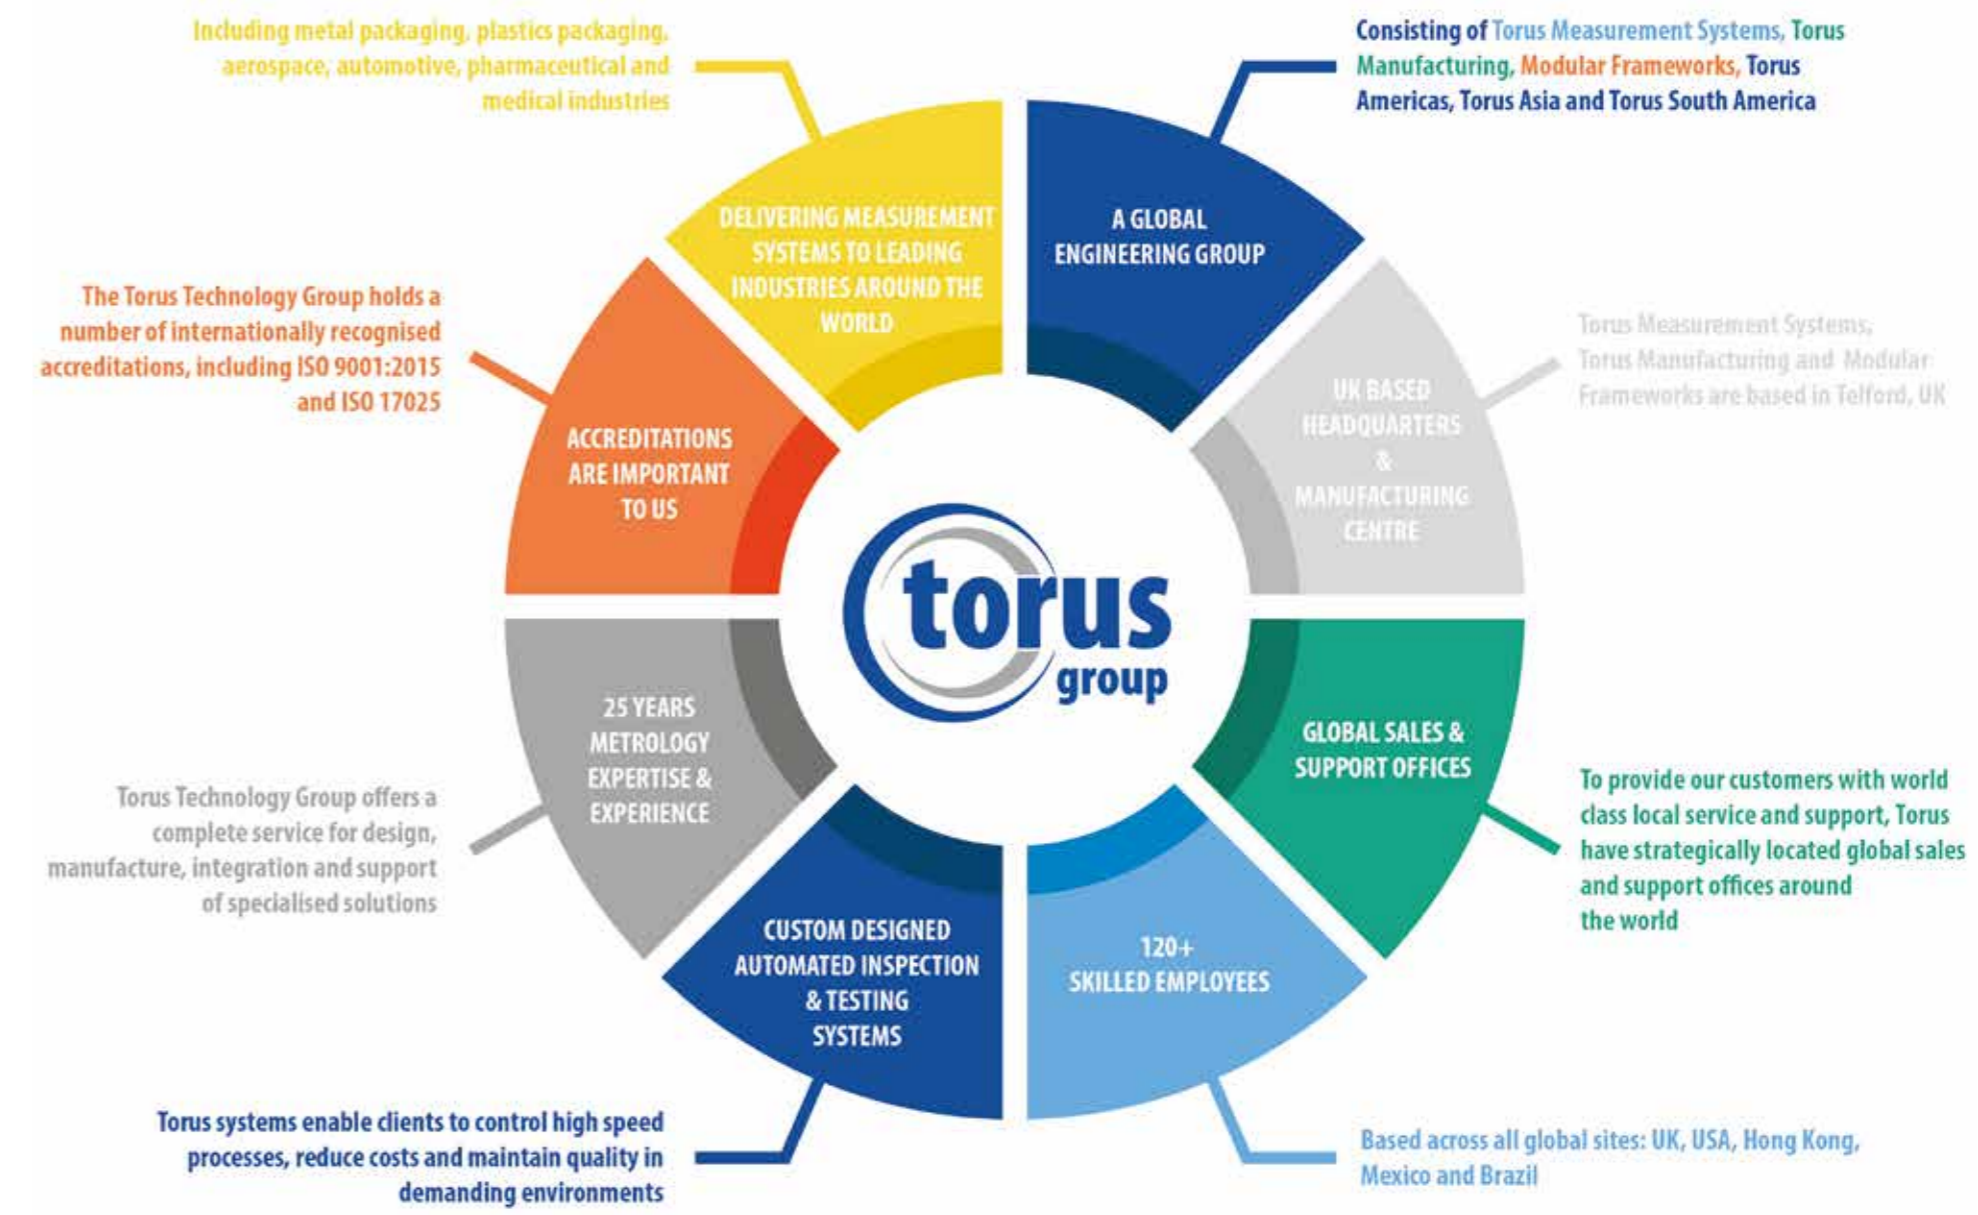 Including metal packaging, plastics packaging,
aerospace, automotive, pharmaceutical and
medical industries
Consisting of Torus Measurement Systems, Torus
Manufacturing, Modular Frameworks, Torus
Americas, Torus Asia and Torus South America
DELIVERING MEASUREMENT
SYSTEMS TO LEADING
INDUSTRIES AROUND THE
WORLD
A GLOBAL
ENGINEERING GROUP
The Torus Technology Group holds a
number of internationally recognised
accreditations, including ISO 9001:2015
and ISO 17025
ACCREDITATIONS
ARE IMPORTANT
TO US
UK BASED
HEADQUARTERS
&
MANUFACTURING
CENTRE
Torus Measurement Systems,
Torus Manufacturing and Modular
Frameworks are based in Telford, UK
torus
group
25 YEARS
METROLOGY
EXPERTISE &
EXPERIENCE
Torus Technology Group offers a
complete service for design,
manufacture, integration and support
of specialised solutions
GLOBAL SALES &
SUPPORT OFFICES
To provide our customers with world
class local service and support, Torus
have strategically located global sales
and support offices around
the world
CUSTOM DESIGNED
AUTOMATED INSPECTION
& TESTING
SYSTEMS
120+
SKILLED EMPLOYEES
Torus systems enable clients to control high speed
processes, reduce costs and maintain quality in
demanding environments
Based across all global sites: UK, USA, Hong Kong,
Mexico and Brazil